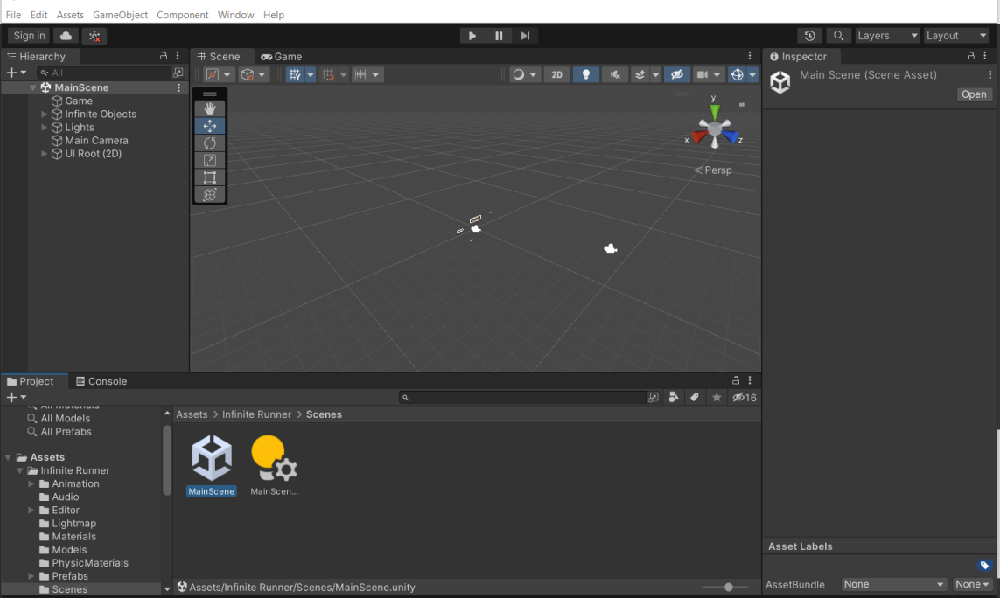 File Edit Assets GameObject Component Window Help
Sign in
Layers
Layout
Hierarchy
All
MainScene
Game
Infinite Objects
Lights
Main Camera
UI Root (2D)
Scene Game
2D
y
x
z
Persp
Inspector
Main Scene (Scene Asset)
Open
Project Console
16
All Materials
All Models
All Prefabs
Assets
Infinite Runner
Animation
Audio
Editor
Lightmap
Materials
Models
PhysicMaterials
Prefabs
Scenes
Assets > Infinite Runner > Scenes
MainScene MainScen...
Assets/Infinite Runner/Scenes/MainScene.unity
Asset Labels
AssetBundle None None